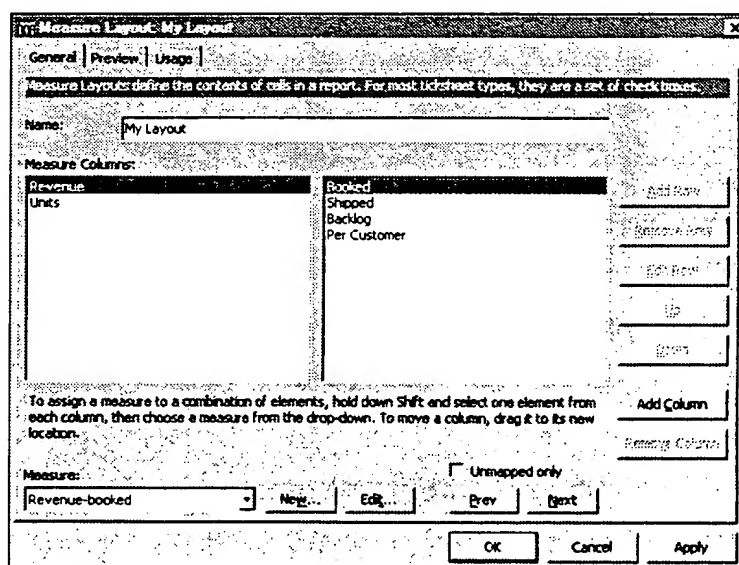 Measure Layout: My Layout
General Preview Usage
Measure Layouts define the contents of cells in a report. For most ticksheet types, they are a set of check boxes.
Name: My Layout
Measure Columns:
Revenue
Units
Booked
Shipped
Backlog
Per Customer
Add Row
Remove Row
Edit Row
Up
Down
Add Column
Remove Column
To assign a measure to a combination of elements, hold down Shift and select one element from
each column, then choose a measure from the drop-down. To move a column, drag it to its new
location.
Unmapped only
Measure:
Revenue-booked New... Edit... Prev Next
OK Cancel Apply